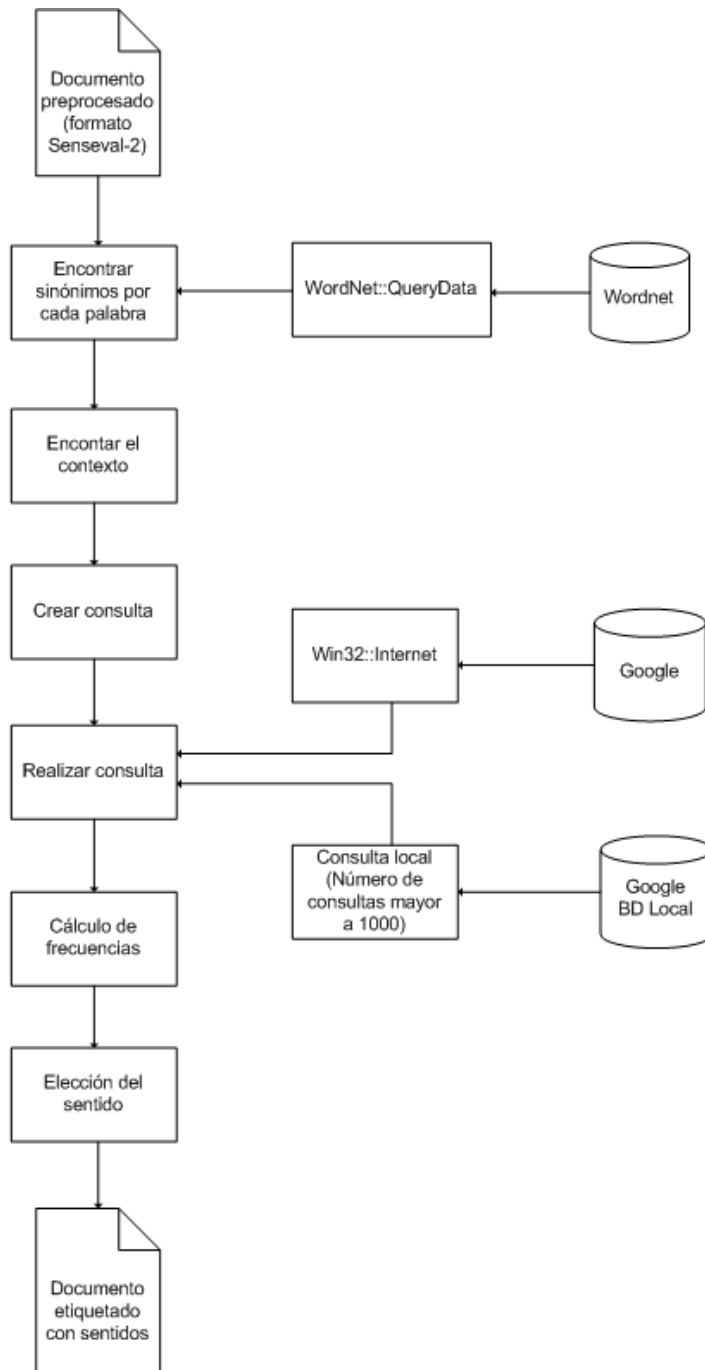 Documento
preprocesado
(formato
Senseval-2)
Encontrar
sinónimos por
cada palabra
WordNet::QueryData
Wordnet
Encontar el
contexto
Crear consulta
Win32::Internet
Google
Realizar consulta
Consulta local
(Número de
consultas mayor
a 1000)
Google
BD Local
Cálculo de
frecuencias
Elección del
sentido
Documento
etiquetado
con sentidos